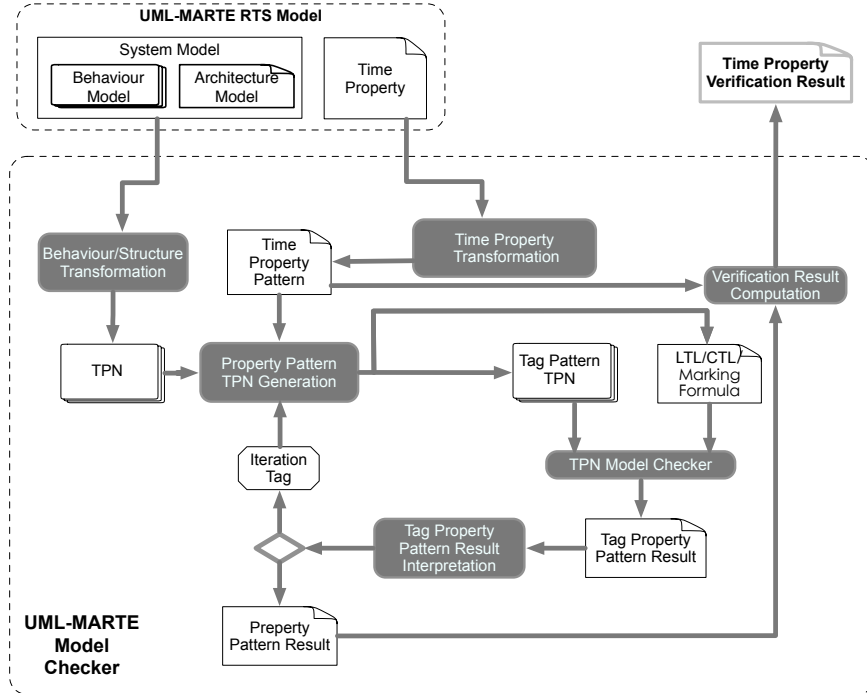 UML-MARTE RTS Model
System Model
Behaviour
Model
Architecture
Model
Time
Property
Time Property
Verification Result
Behaviour/Structure
Transformation
Time
Property
Pattern
Time Property
Transformation
Verification Result
Computation
TPN
Property Pattern
TPN Generation
Tag Pattern
TPN
LTL/CTL/
Marking
Formula
Iteration
Tag
TPN Model Checker
Tag Property
Pattern Result
Interpretation
Tag Property
Pattern Result
Preperty
Pattern Result
UML-MARTE
Model
Checker